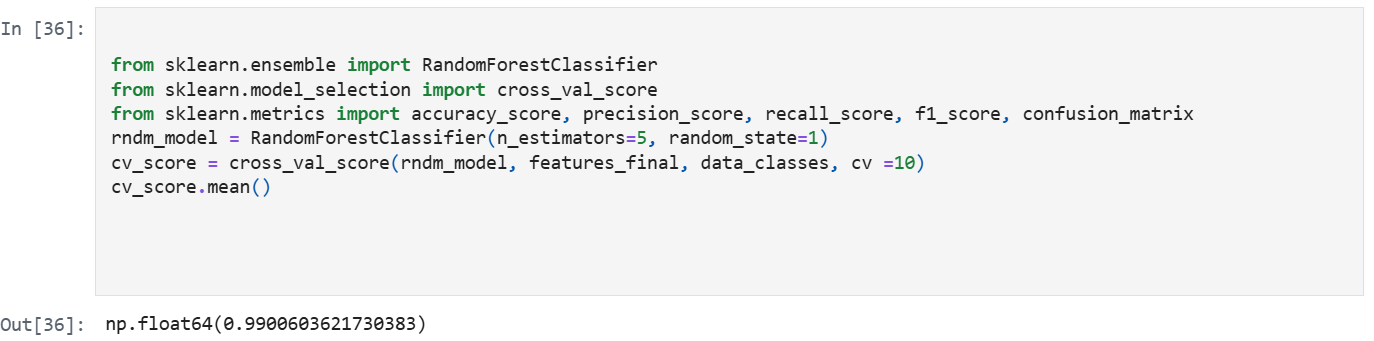 In [36]:
from sklearn.ensemble import RandomForestClassifier
from sklearn.model_selection import cross_val_score
from sklearn.metrics import accuracy_score, precision_score, recall_score, f1_score, confusion_matrix
rndm_model = RandomForestClassifier(n_estimators=5, random_state=1)
cv_score = cross_val_score(rndm_model, features_final, data_classes, cv =10)
cv_score.mean()
Out[36]: np.float64(0.9900603621730383)